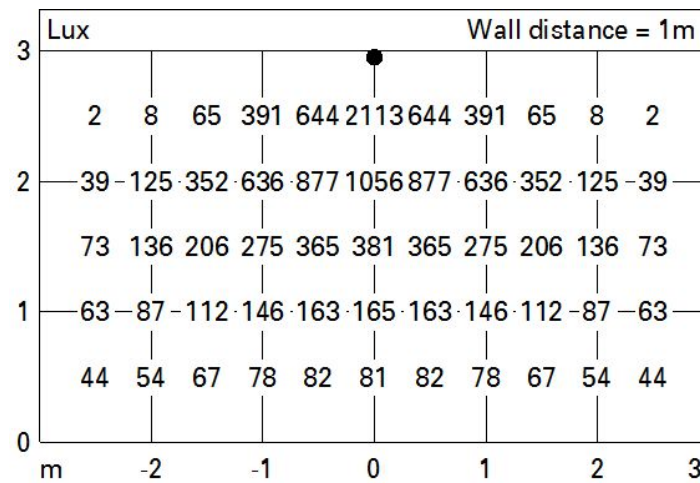 Lux Wall distance = 1m
3
2 8 65 391 644 2113 644 391 65 8 2
2 39 125 352 636 877 1056 877 636 352 125 39
73 136 206 275 365 381 365 275 206 136 73
1 63 87 112 146 163 165 163 146 112 87 63
44 54 67 78 82 81 82 78 67 54 44
0
m -2 -1 0 1 2 3